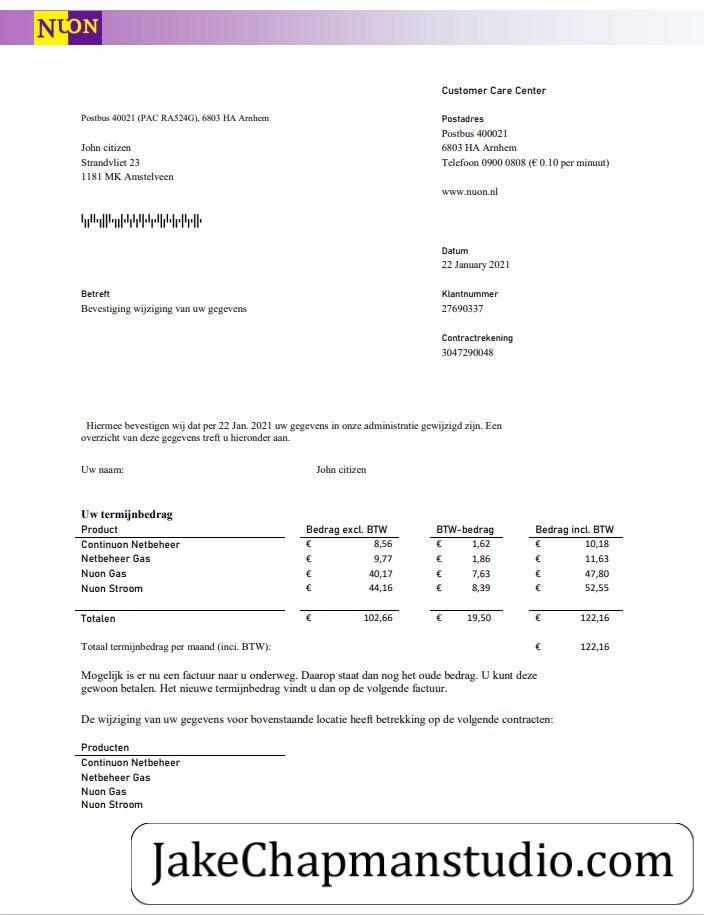 NUON
Customer Care Center
Postbus 40021 (PAC RA524G), 6803 HA Arnhem
Postadres
Postbus 400021
John citizen
6803 HA Arnhem
Strandvliet 23
Telefoon 0900 0808 (€ 0.10 per minuut)
1181 MK Amstelveen
www.nuon.nl
Datum
22 January 2021
Betreft
Klantnummer
Bevestiging wijziging van uw gegevens
27690337
Contractrekening
3047290048
Hiermee bevestigen wij dat per 22 Jan. 2021 uw gegevens in onze administratie gewijzigd zijn. Een
overzicht van deze gegevens treft u hieronder aan.
Uw naam: John citizen
Uw termijnbedrag
Product Bedrag excl. BTW BTW-bedrag Bedrag incl. BTW
Continuon Netbeheer € 8,56 € 1,62 € 10,18
Netbeheer Gas € 9,77 € 1,86 € 11,63
Nuon Gas € 40,17 € 7,63 € 47,80
Nuon Stroom € 44,16 € 8,39 € 52,55
Totalen € 102,66 € 19,50 € 122,16
Totaal termijnbedrag per maand (inci. BTW): € 122,16
Mogelijk is er nu een factuur naar u onderweg. Daarop staat dan nog het oude bedrag. U kunt deze
gewoon betalen. Het nieuwe termijnbedrag vindt u dan op de volgende factuur.
De wijziging van uw gegevens voor bovenstaande locatie heeft betrekking op de volgende contracten:
Producten
Continuon Netbeheer
Netbeheer Gas
Nuon Gas
Nuon Stroom
JakeChapmanstudio.com